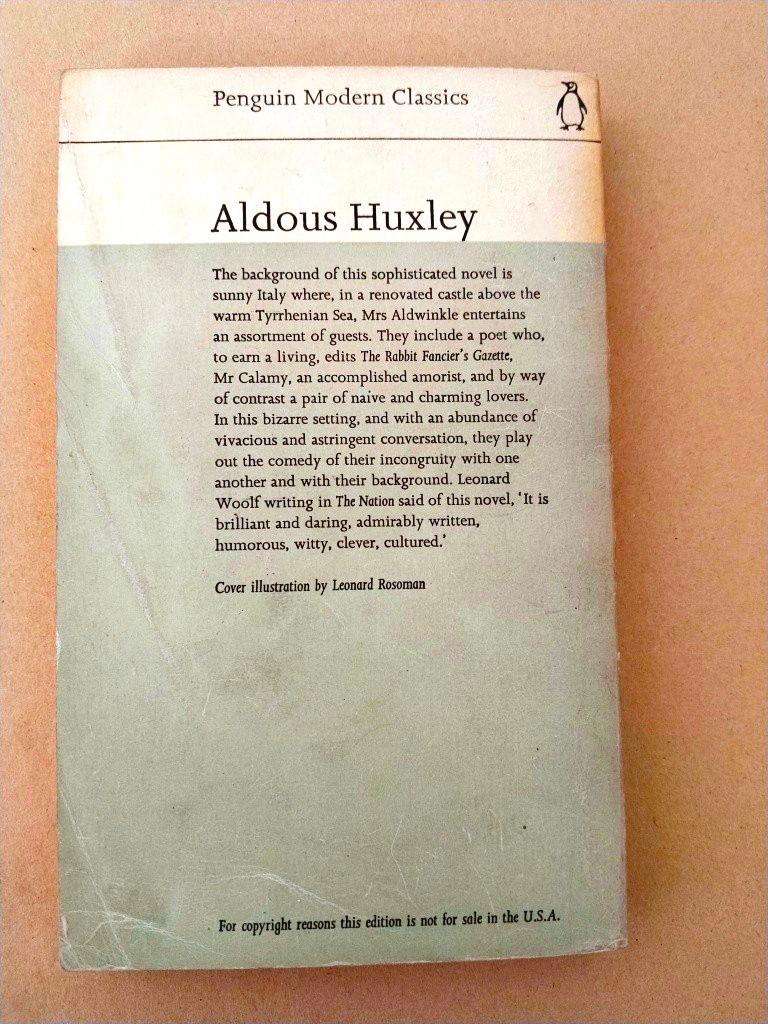 Penguin Modern Classics
Aldous Huxley
The background of this sophisticated novel is
sunny Italy where, in a renovated castle above the
warm Tyrrhenian Sea, Mrs Aldwinkle entertains
an assortment of guests. They include a poet who,
to earn a living, edits The Rabbit Fancier's Gazette,
Mr Calamy, an accomplished amorist, and by way
of contrast a pair of naive and charming lovers.
In this bizarre setting, and with an abundance of
vivacious and astringent conversation, they play
out the comedy of their incongruity with one
another and with their background. Leonard
Woolf writing in The Nation said of this novel, 'It is
brilliant and daring, admirably written,
humorous, witty, clever, cultured.'
Cover illustration by Leonard Rosoman
For copyright reasons this edition is not for sale in the U.S.A.